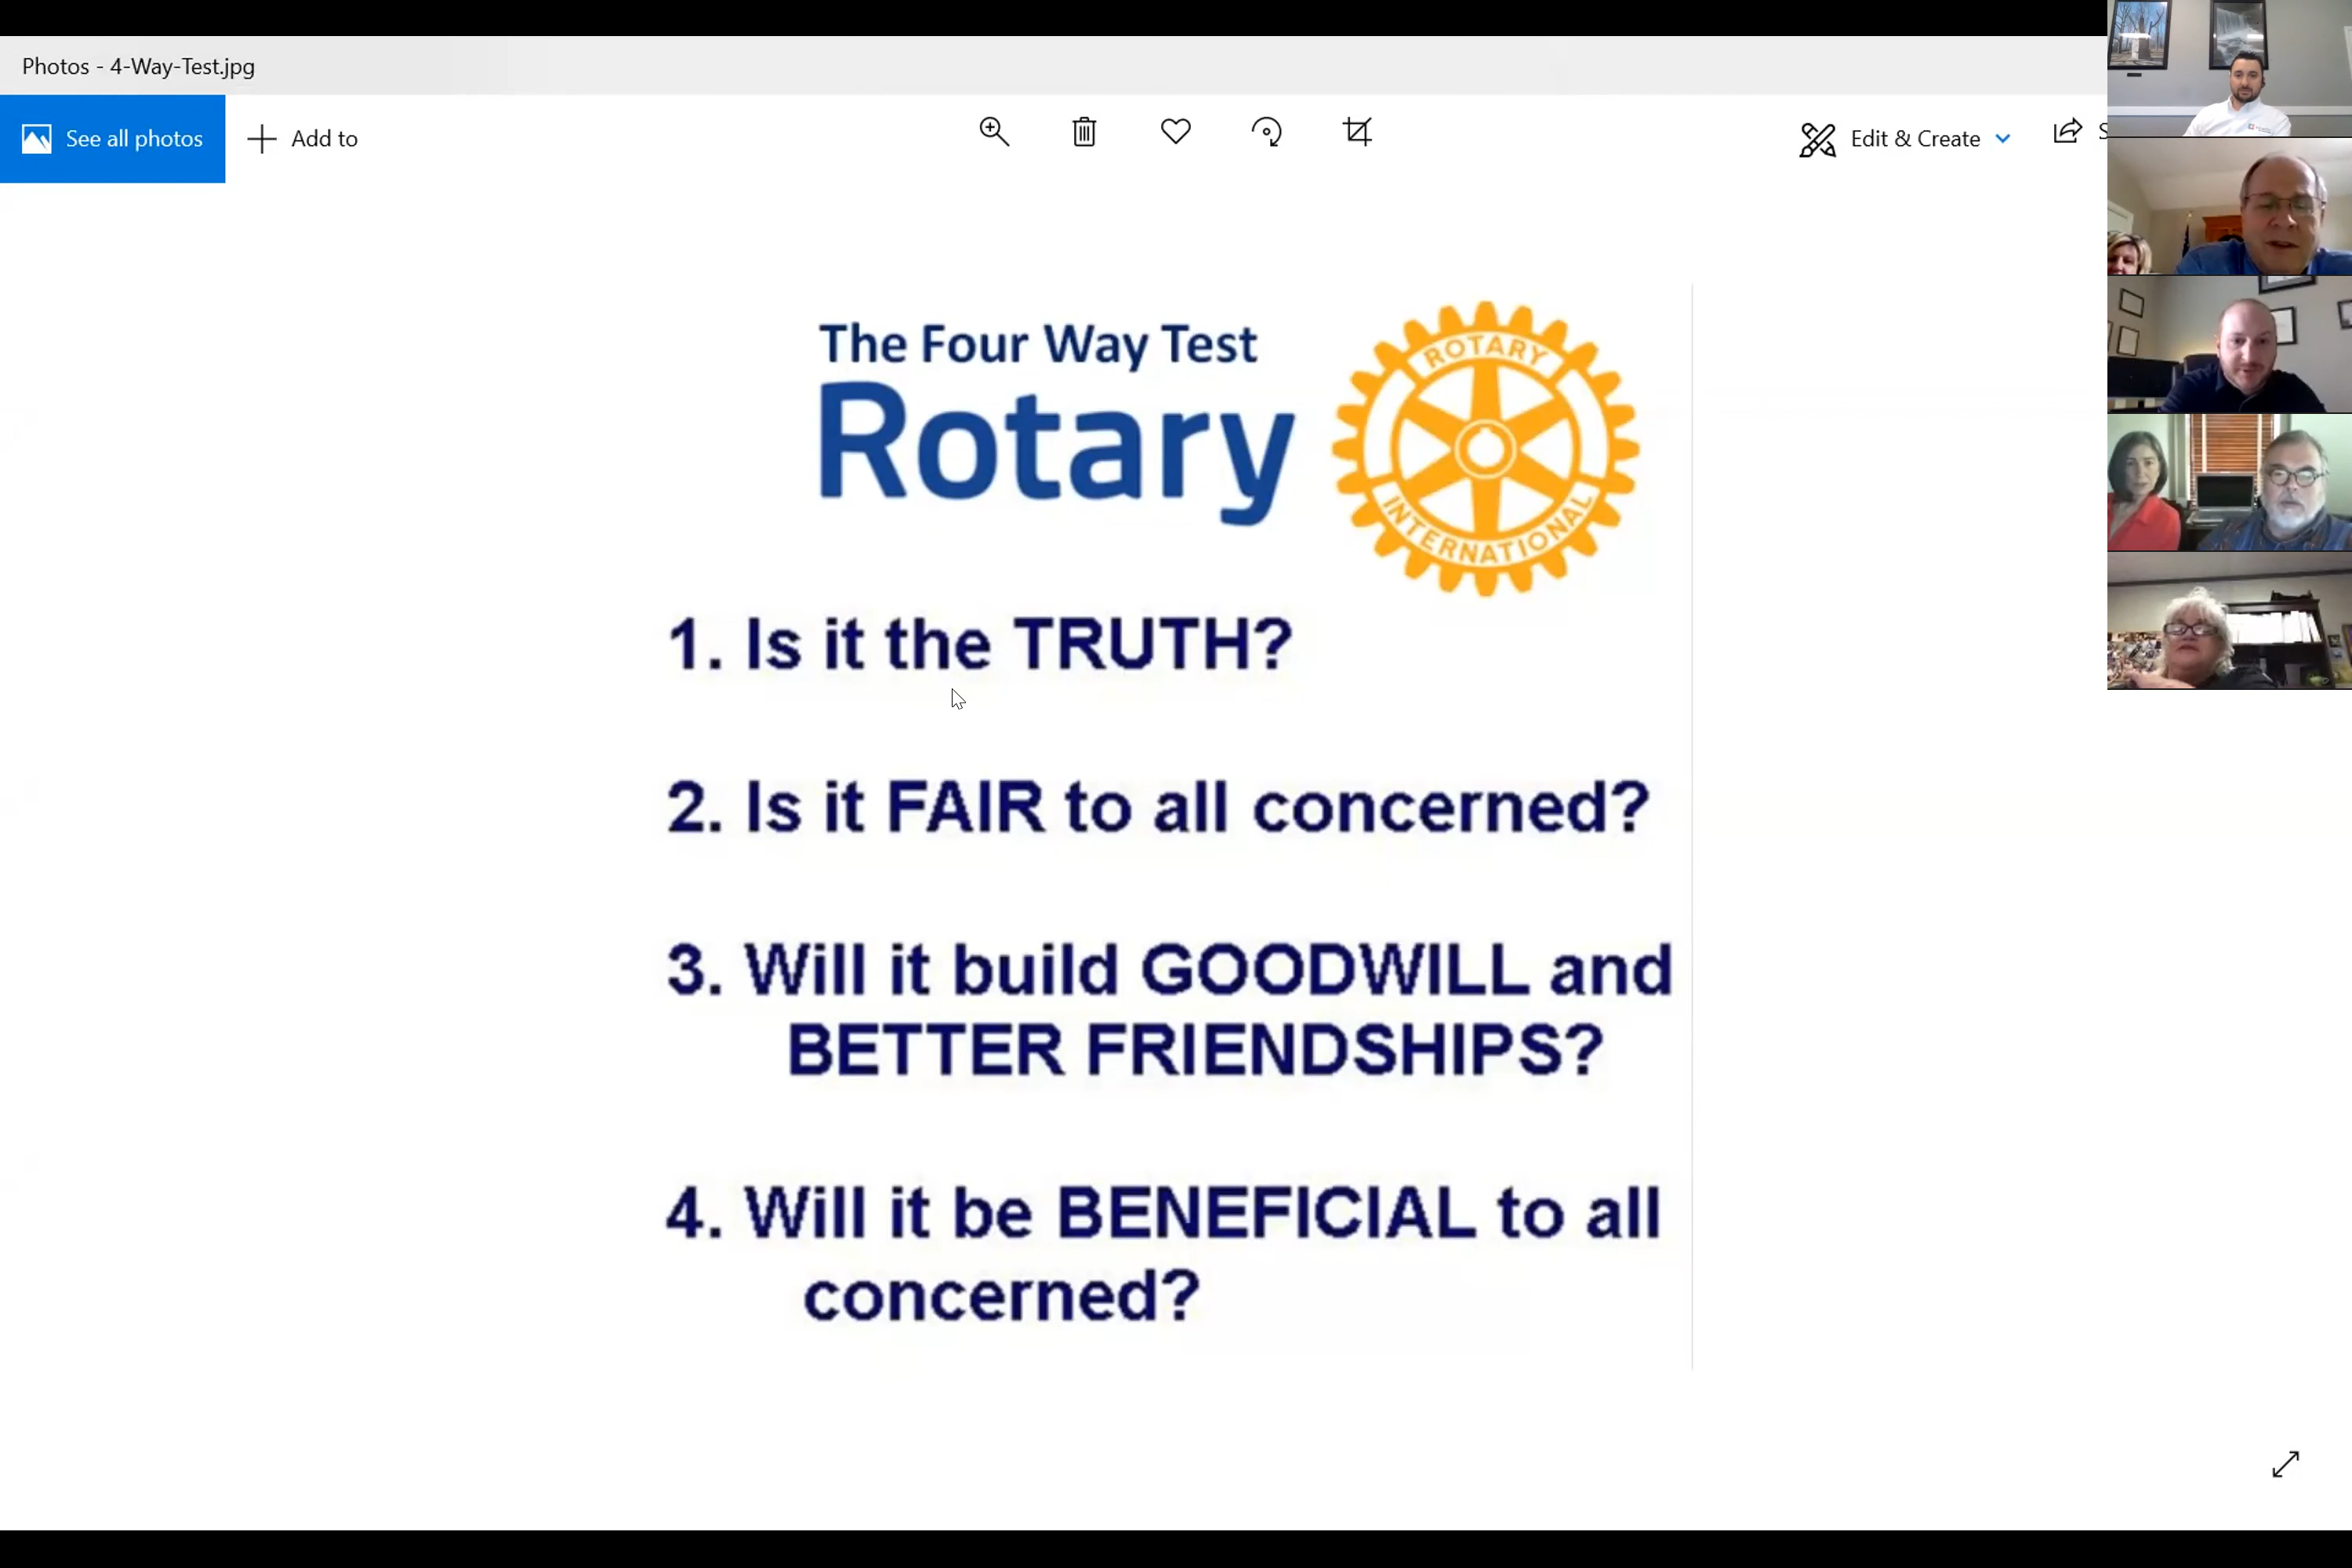 Photos - 4-Way-Test.jpg
See all photos
Add to
Edit & Create
S
The Four Way Test
Rotary
ROTARY
INTERNATIONAL
1. Is it the TRUTH?
2. Is it FAIR to all concerned?
3. Will it build GOODWILL and
BETTER FRIENDSHIPS?
4. Will it be BENEFICIAL to all
concerned?